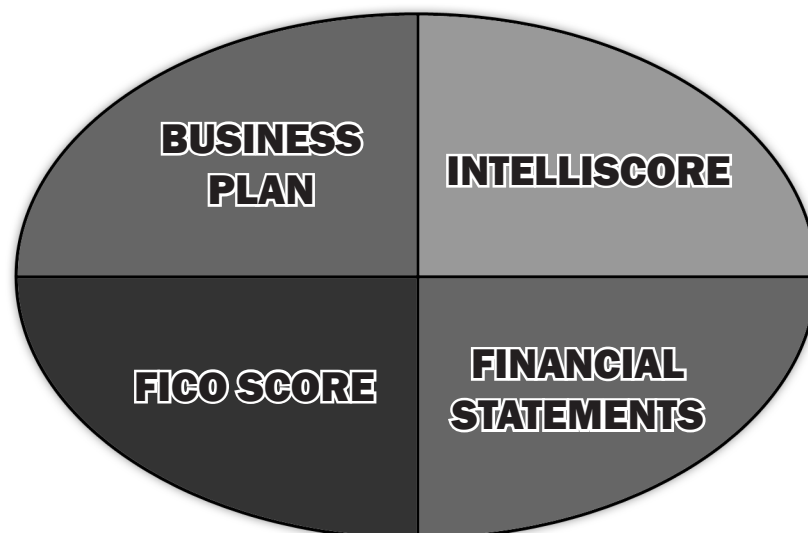 BUSINESS
PLAN
INTELLISCORE
FICO SCORE
FINANCIAL
STATEMENTS